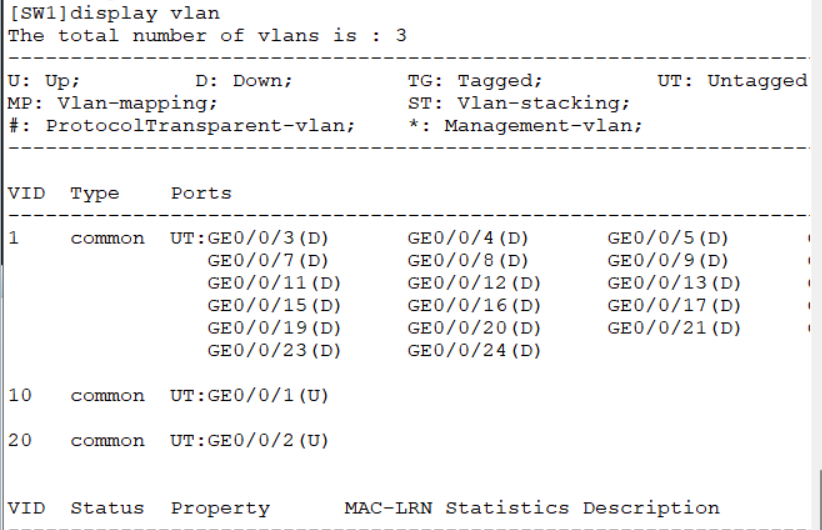 [SW1]display vlan
The total number of vlans is : 3
--------------------------------------------------------------------------------
U: Up;         D: Down;         TG: Tagged;         UT: Untagged
MP: Vlan-mapping;               ST: Vlan-stacking;
#: ProtocolTransparent-vlan;    *: Management-vlan;
--------------------------------------------------------------------------------
VID  Type    Ports
--------------------------------------------------------------------------------
1    common  UT:GE0/0/3(D)      GE0/0/4(D)      GE0/0/5(D)
GE0/0/7(D)      GE0/0/8(D)      GE0/0/9(D)
GE0/0/11(D)     GE0/0/12(D)     GE0/0/13(D)
GE0/0/15(D)     GE0/0/16(D)     GE0/0/17(D)
GE0/0/19(D)     GE0/0/20(D)     GE0/0/21(D)
GE0/0/23(D)     GE0/0/24(D)
10   common  UT:GE0/0/1(U)
20   common  UT:GE0/0/2(U)
VID  Status  Property      MAC-LRN Statistics Description
--------------------------------------------------------------------------------